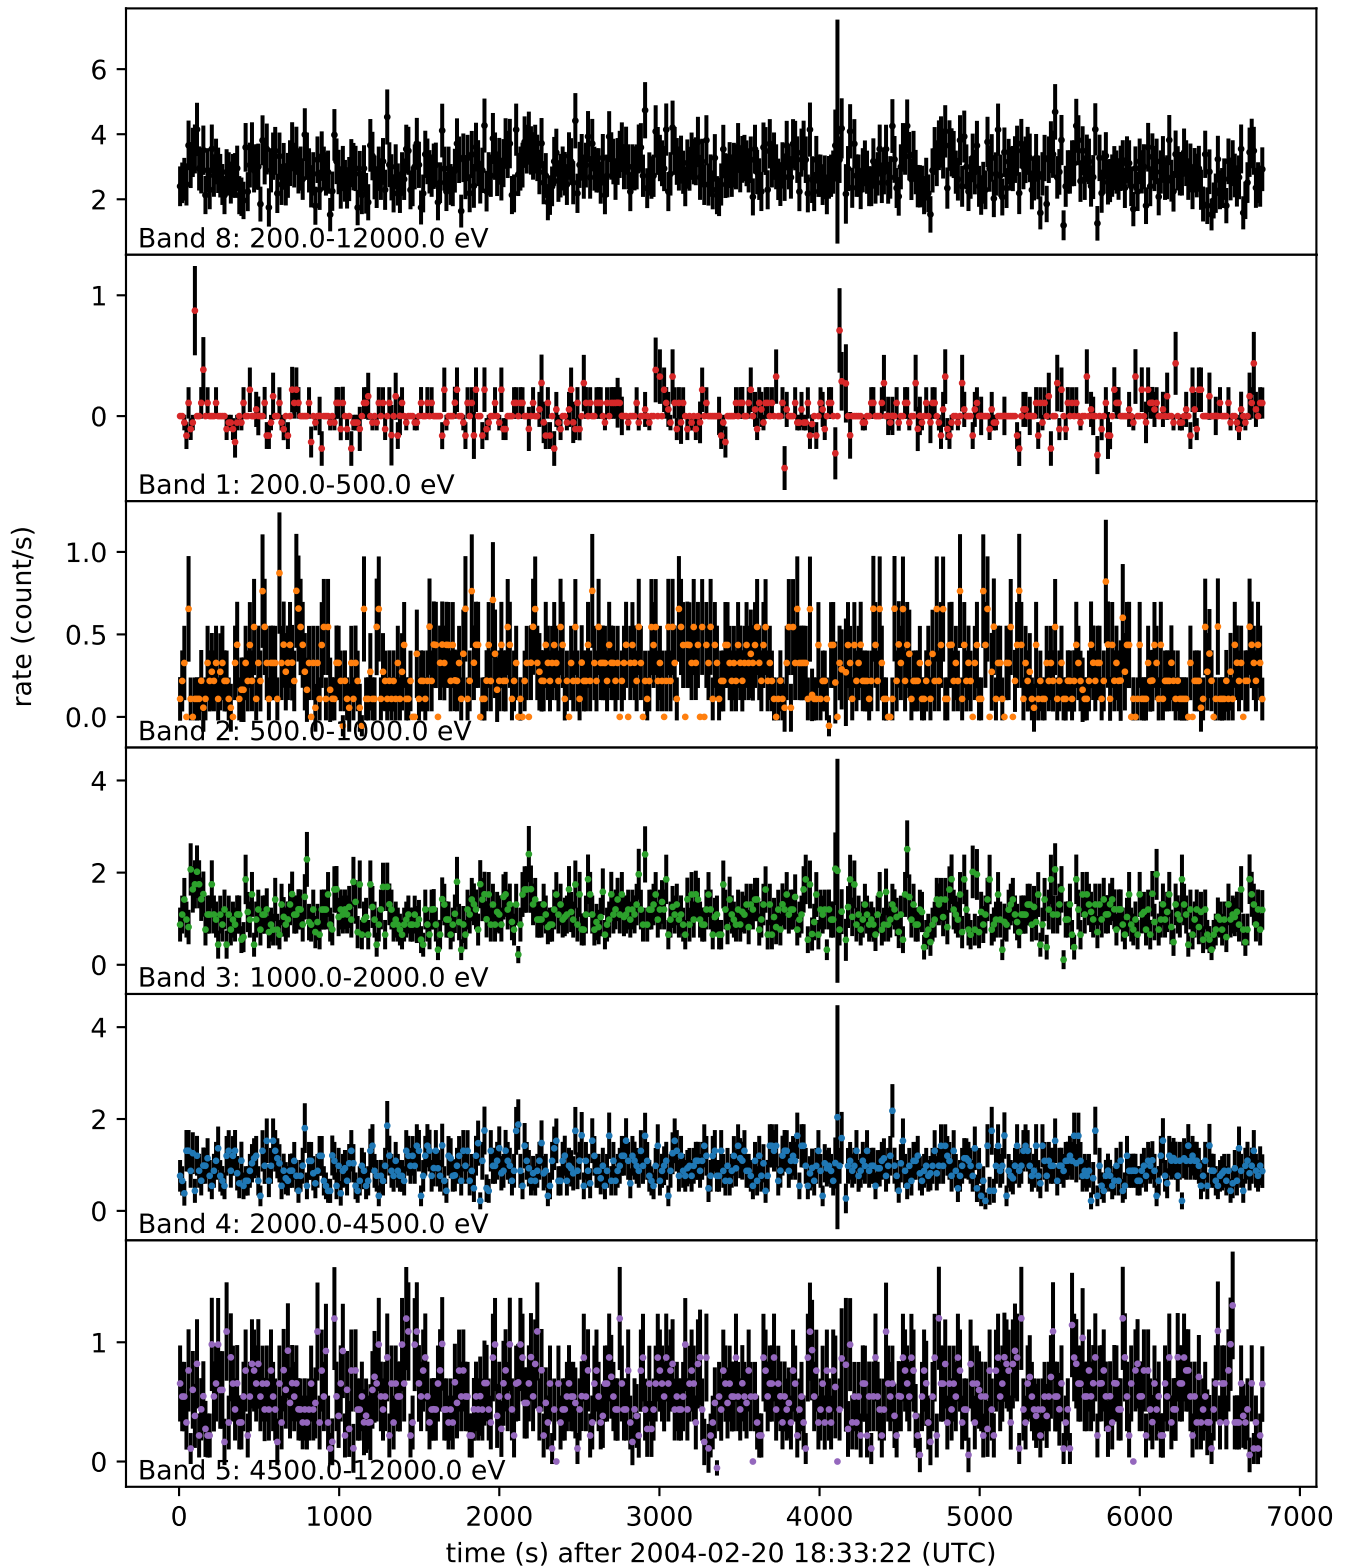 6
4
2
Band 8: 200.0-12000.0 eV
1
0
Band 1: 200.0-500.0 eV
rate (count/s)
1.0
0.5
0.0
Band 2: 500.0-1000.0 eV
4
2
0
Band 3: 1000.0-2000.0 eV
4
2
0
Band 4: 2000.0-4500.0 eV
1
0
Band 5: 4500.0-12000.0 eV
0 1000 2000 3000 4000 5000 6000 7000
time (s) after 2004-02-20 18:33:22 (UTC)